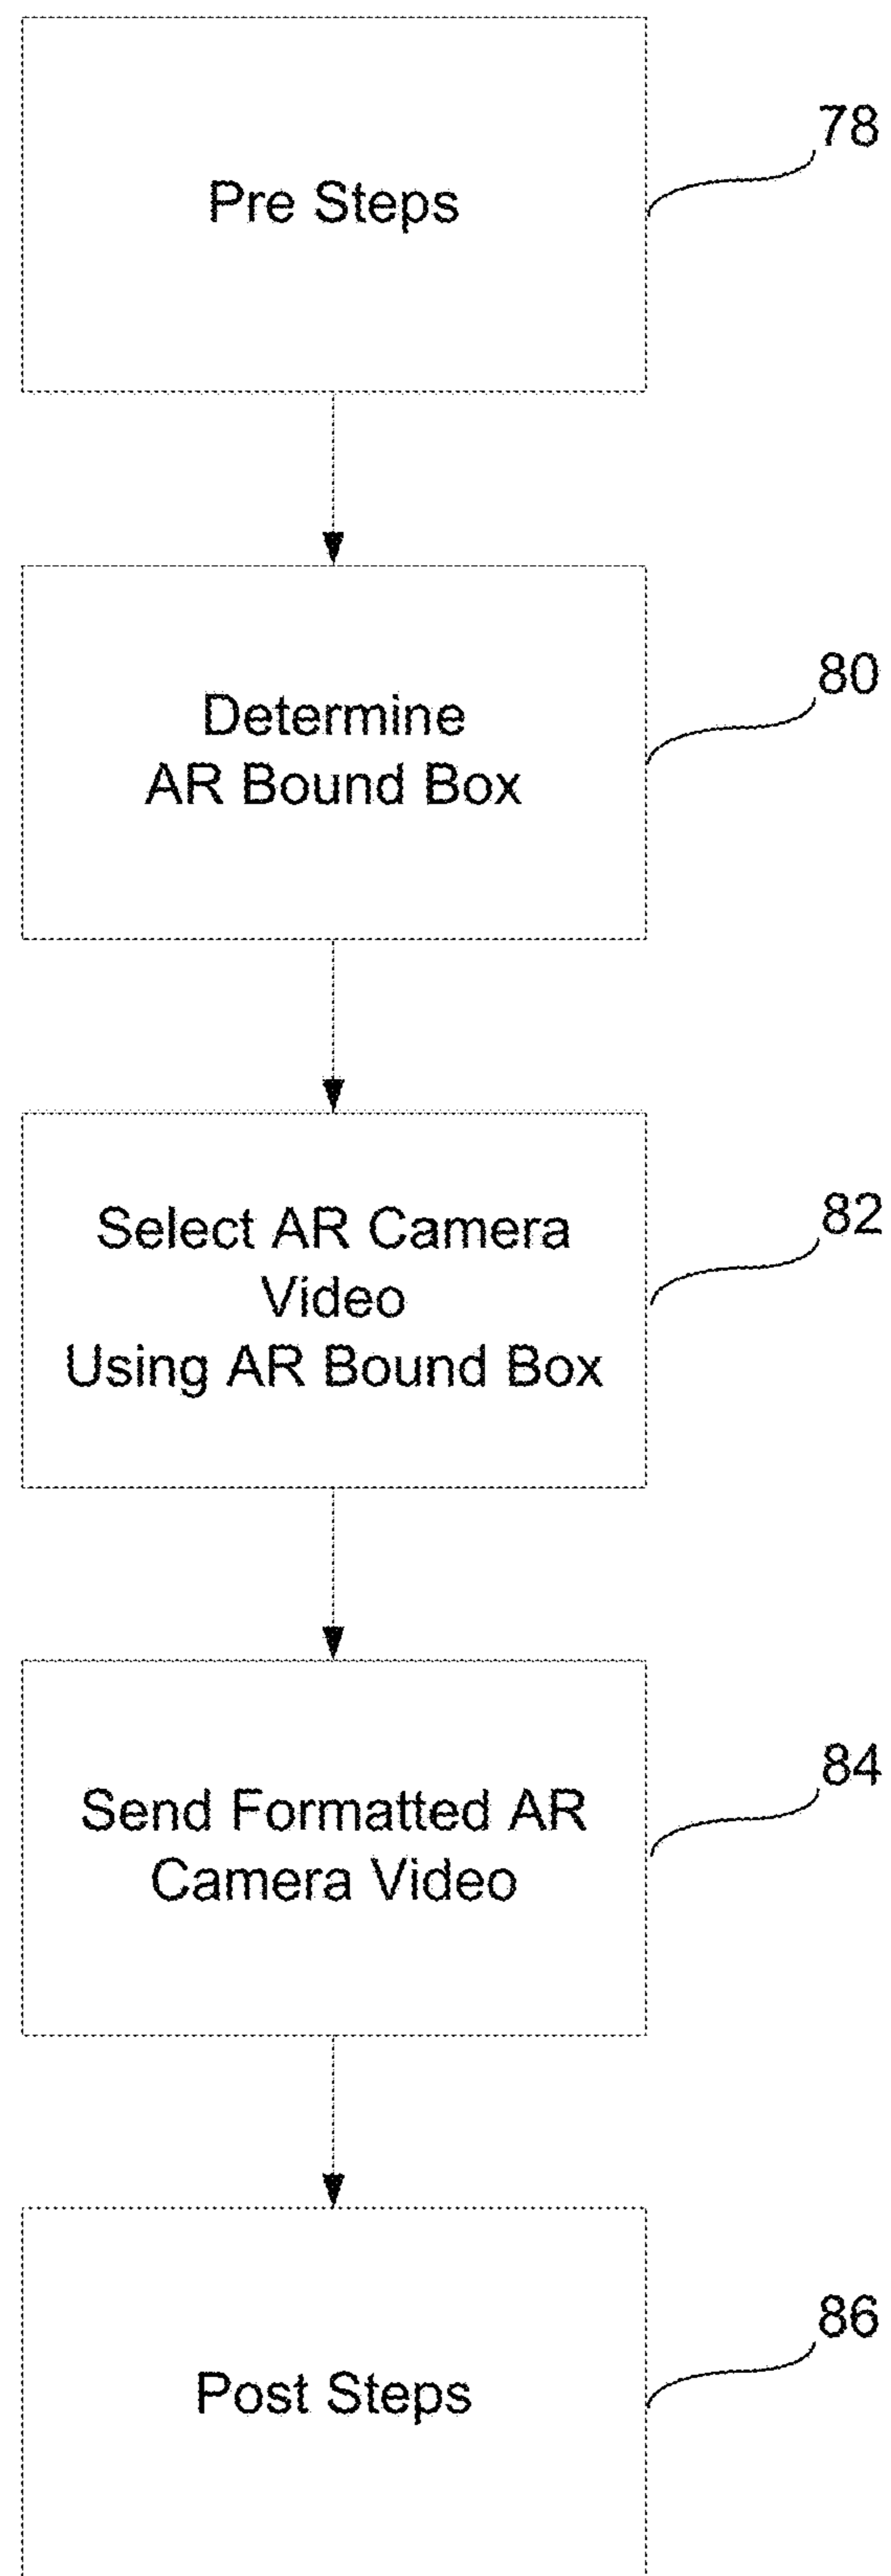 Pre Steps
78
Determine
AR Bound Box
80
Select AR Camera
Video
Using AR Bound Box
82
Send Formatted AR
Camera Video
84
Post Steps
86